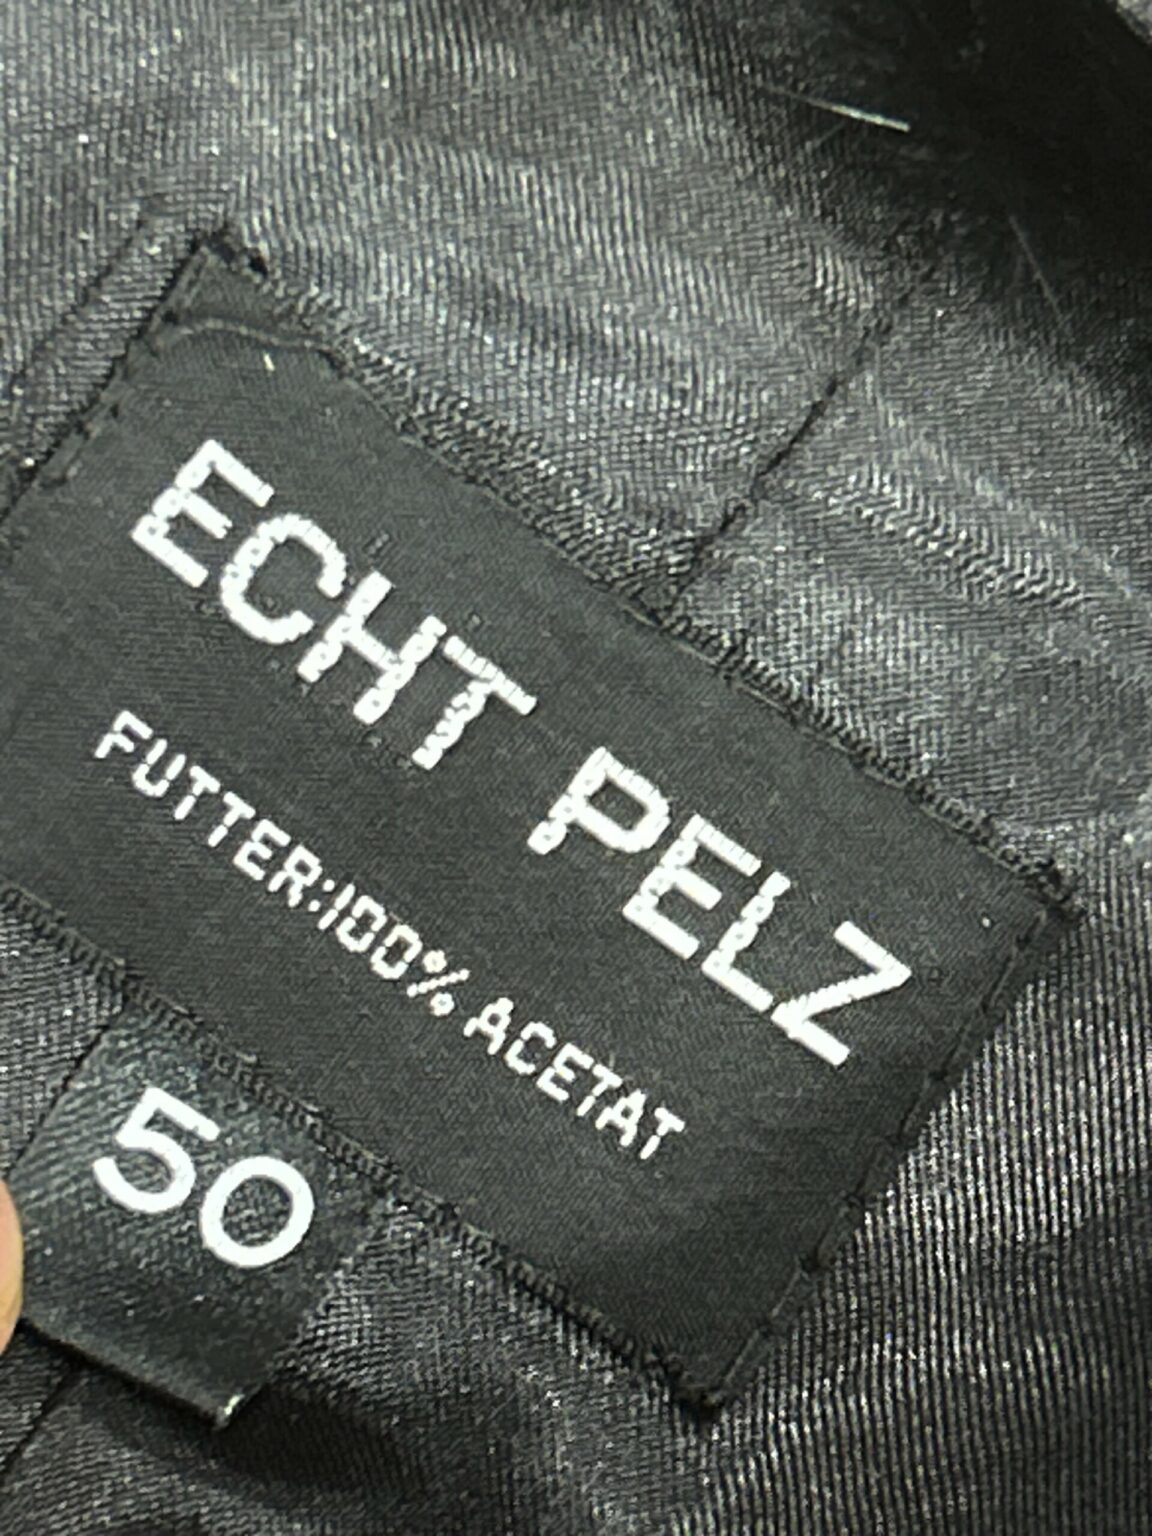 ECHT PELZ
FUTTER:100% ACETAT
50